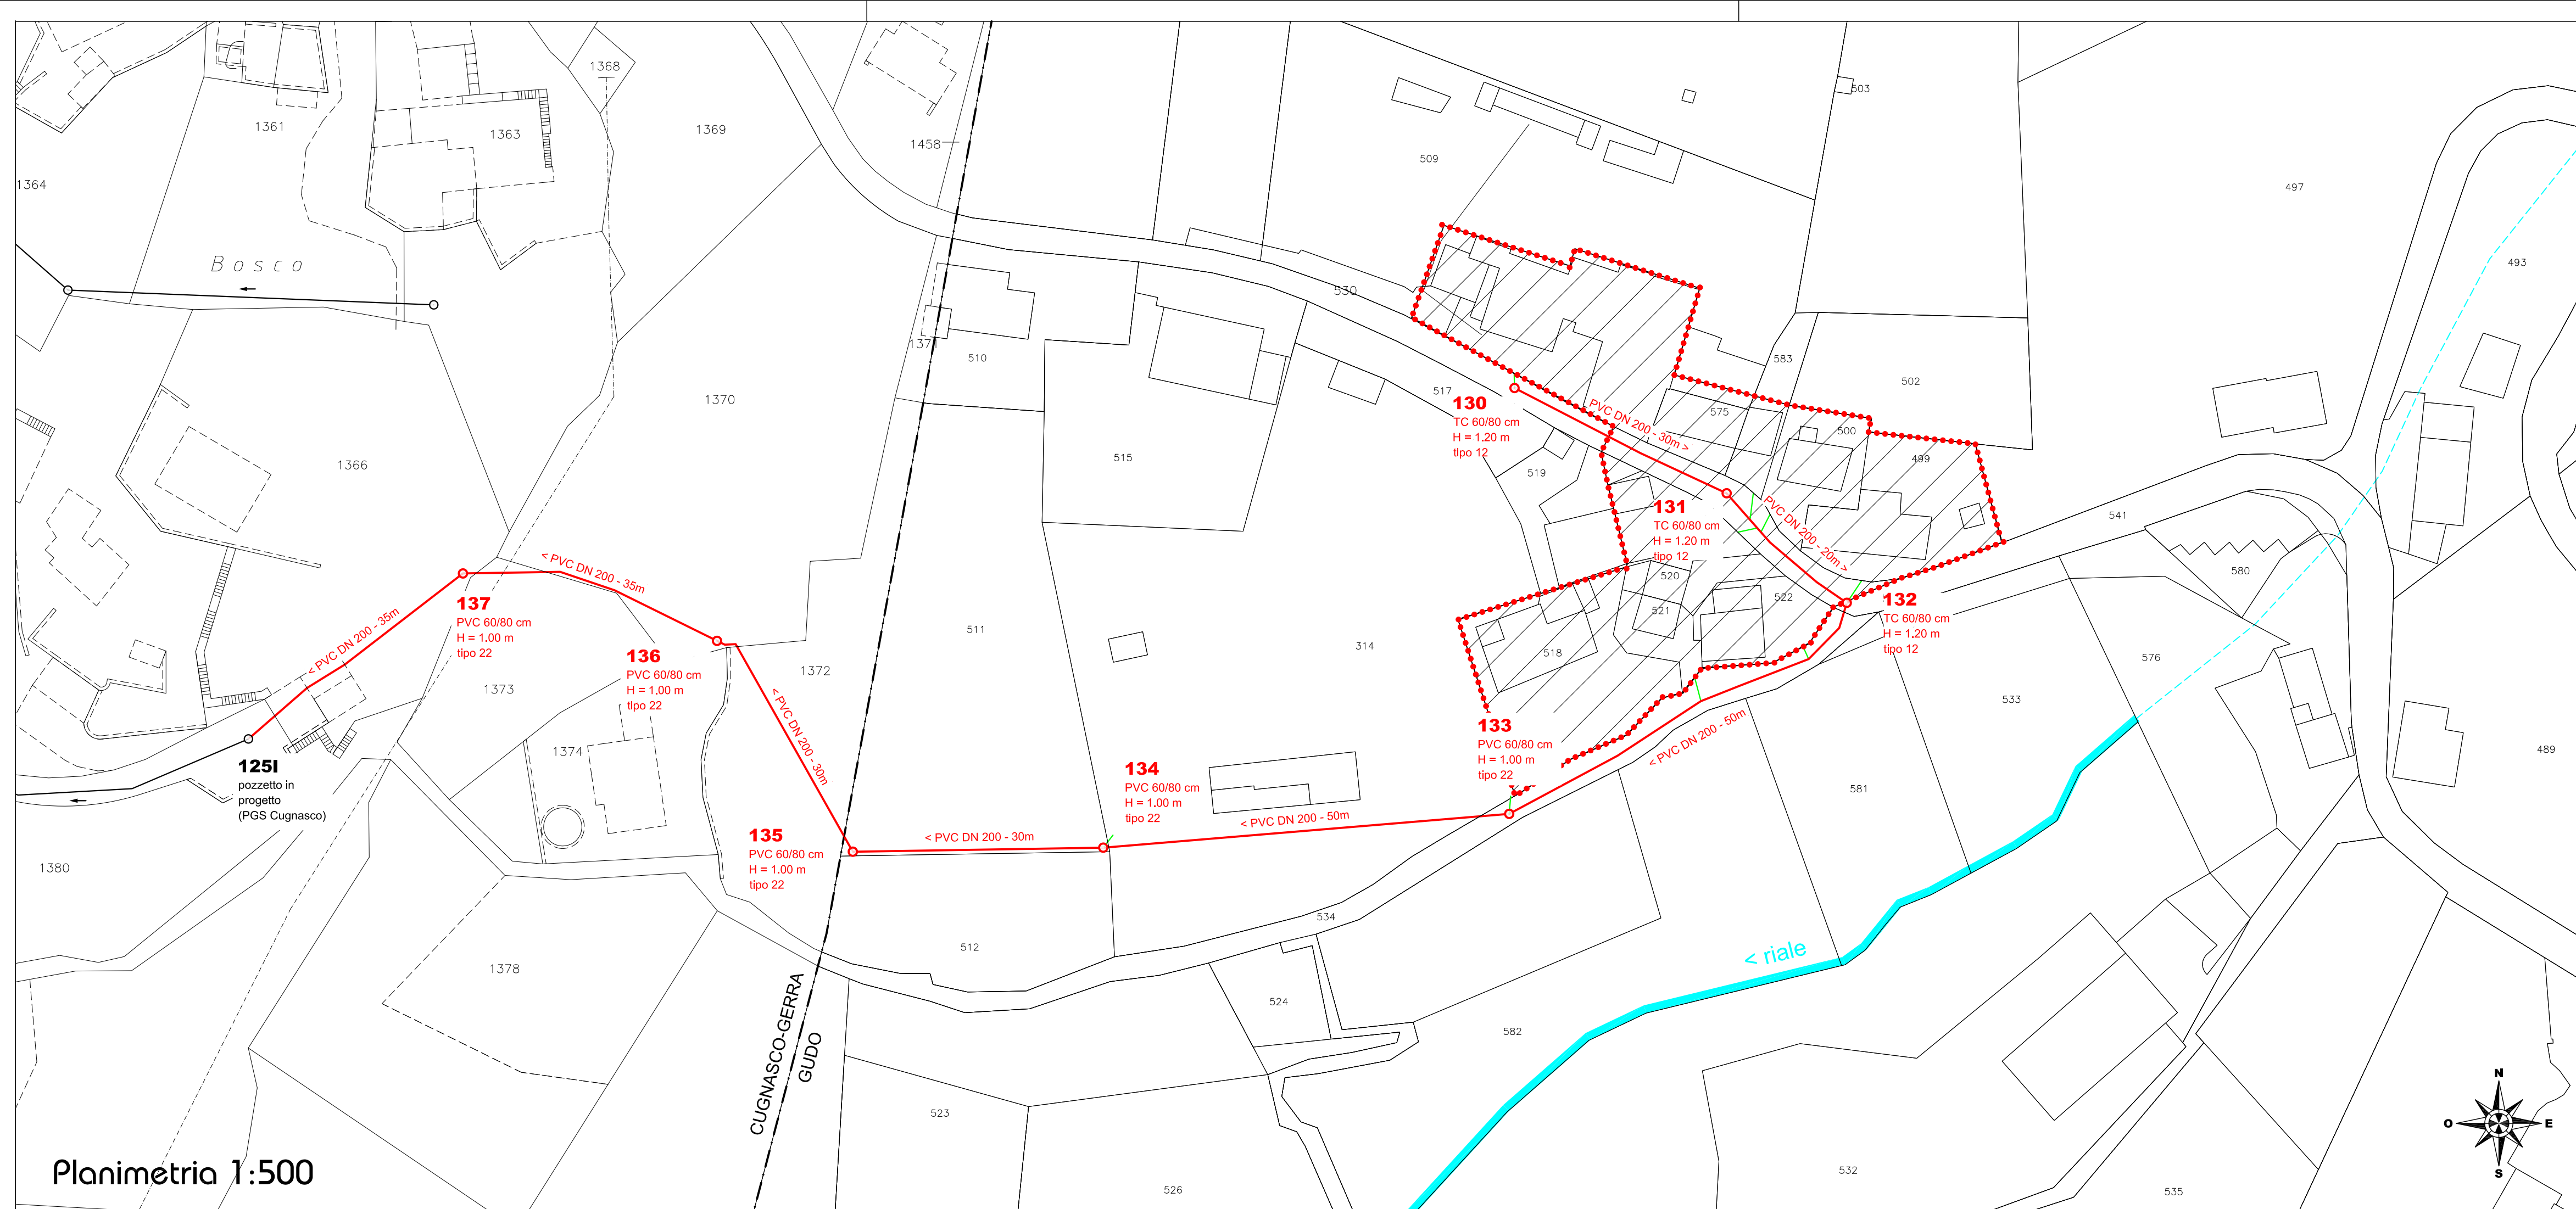 1368
1361
1363
1369
1458
1364
Bosco
503
509
497
493
530
1371
510
583
517
502
1370
575
500
130
TC 60/80 cm
H = 1.20 m
tipo 12
PVC DN 200 - 30m >
515
519
499
1366
131
TC 60/80 cm
H = 1.20 m
tipo 12
PVC DN 200 - 20m >
541
580
520
521
522
< PVC DN 200 - 35m
< PVC DN 200 - 35m
137
PVC 60/80 cm
H = 1.00 m
tipo 22
132
TC 60/80 cm
H = 1.20 m
tipo 12
136
PVC 60/80 cm
H = 1.00 m
tipo 22
1372
511
314
518
576
533
1373
1374
< PVC DN 200 - 30m
133
PVC 60/80 cm
H = 1.00 m
tipo 22
< PVC DN 200 - 50m
489
125I
pozzetto in
progetto
(PGS Cugnasco)
134
PVC 60/80 cm
H = 1.00 m
tipo 22
581
135
PVC 60/80 cm
H = 1.00 m
tipo 22
< PVC DN 200 - 30m
< PVC DN 200 - 50m
1380
534
512
1378
< riale
524
582
CUGNASCO-GERRA
GUDO
523
532
526
535
N
O
E
S
Planimetria 1:500